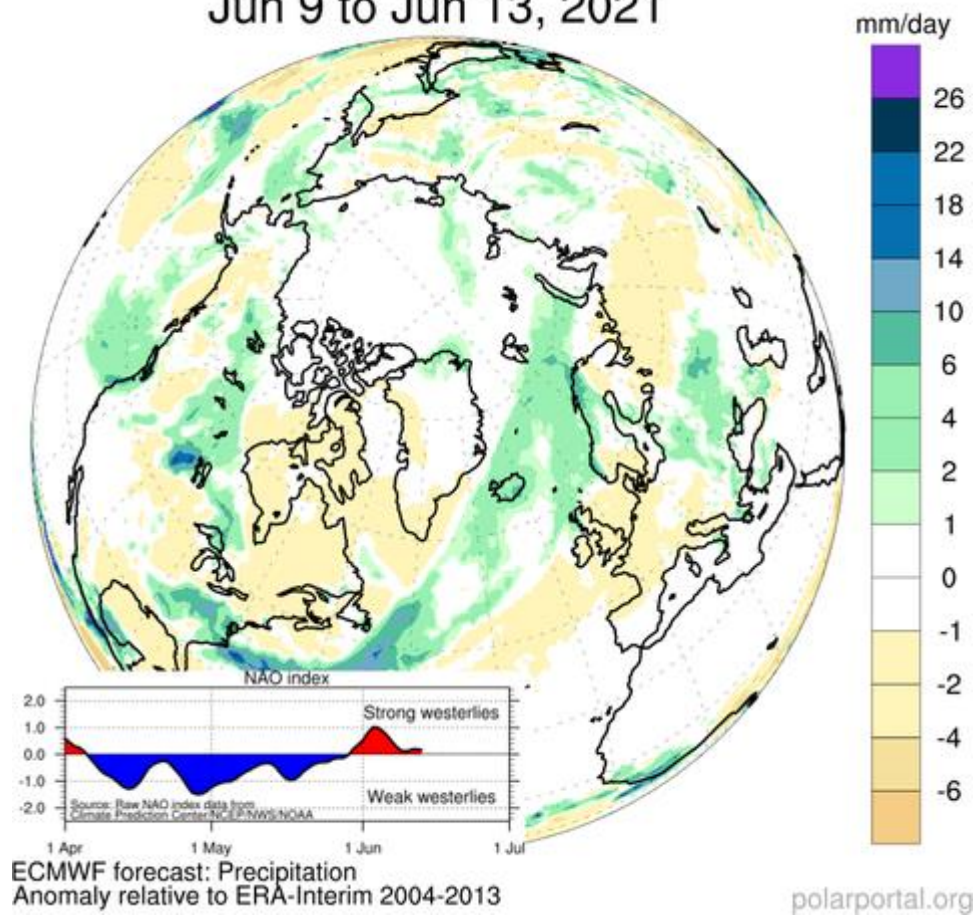 Jun 9 to Jun 13, 2021
mm/day
26
22
18
14
10
6
4
2
1
0
-1
-2
-4
-6
NAO index
2.0
1.0
0.0
-1.0
-2.0
Strong westerlies
Weak westerlies
Source: Raw NAO index data from
Climate Prediction Center/NCEP/NWS/NOAA
1 Apr
1 May
1 Jun
1 Jul
ECMWF forecast: Precipitation
Anomaly relative to ERA-Interim 2004-2013
polarportal.org